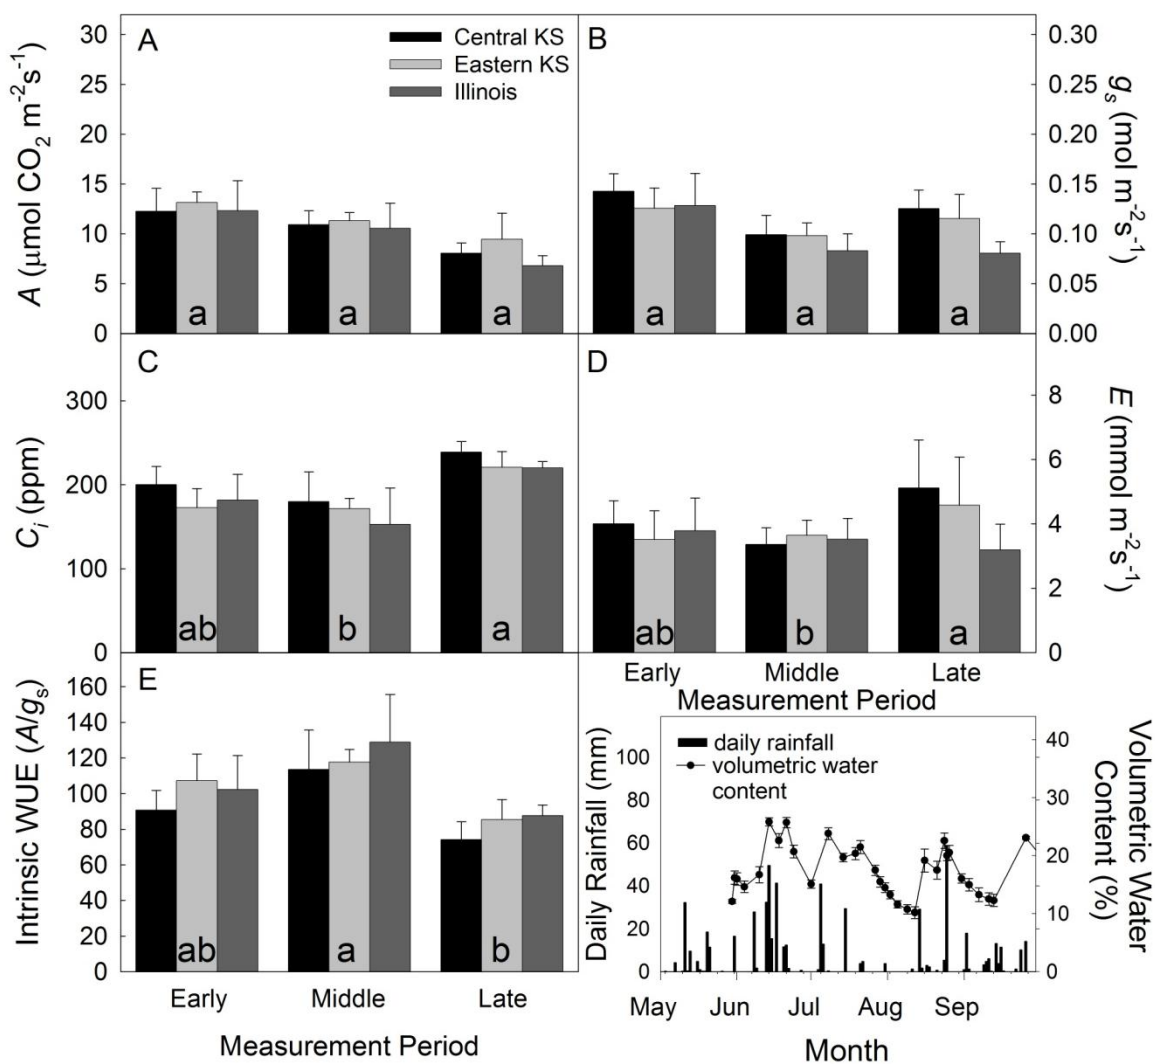 A
Central KS
Eastern KS
Illinois
30
25
20
15
10
5
0
A (μmol CO2 m-2s-1)
a
a
a
B
0.30
0.25
0.20
0.15
0.10
0.05
0.00
gs (mol m-2s-1)
a
a
a
C
300
200
100
0
Ci (ppm)
ab
b
a
D
8
6
4
2
0
E (mmol m-2s-1)
ab
b
a
Early
Middle
Late
Measurement Period
E
160
140
120
100
80
60
40
20
0
Intrinsic WUE (A/gs)
ab
a
b
Early
Middle
Late
Measurement Period
daily rainfall
volumetric water
content
100
80
60
40
20
0
Daily Rainfall (mm)
40
30
20
10
0
Volumetric Water
Content (%)
May
Jun
Jul
Aug
Sep
Month